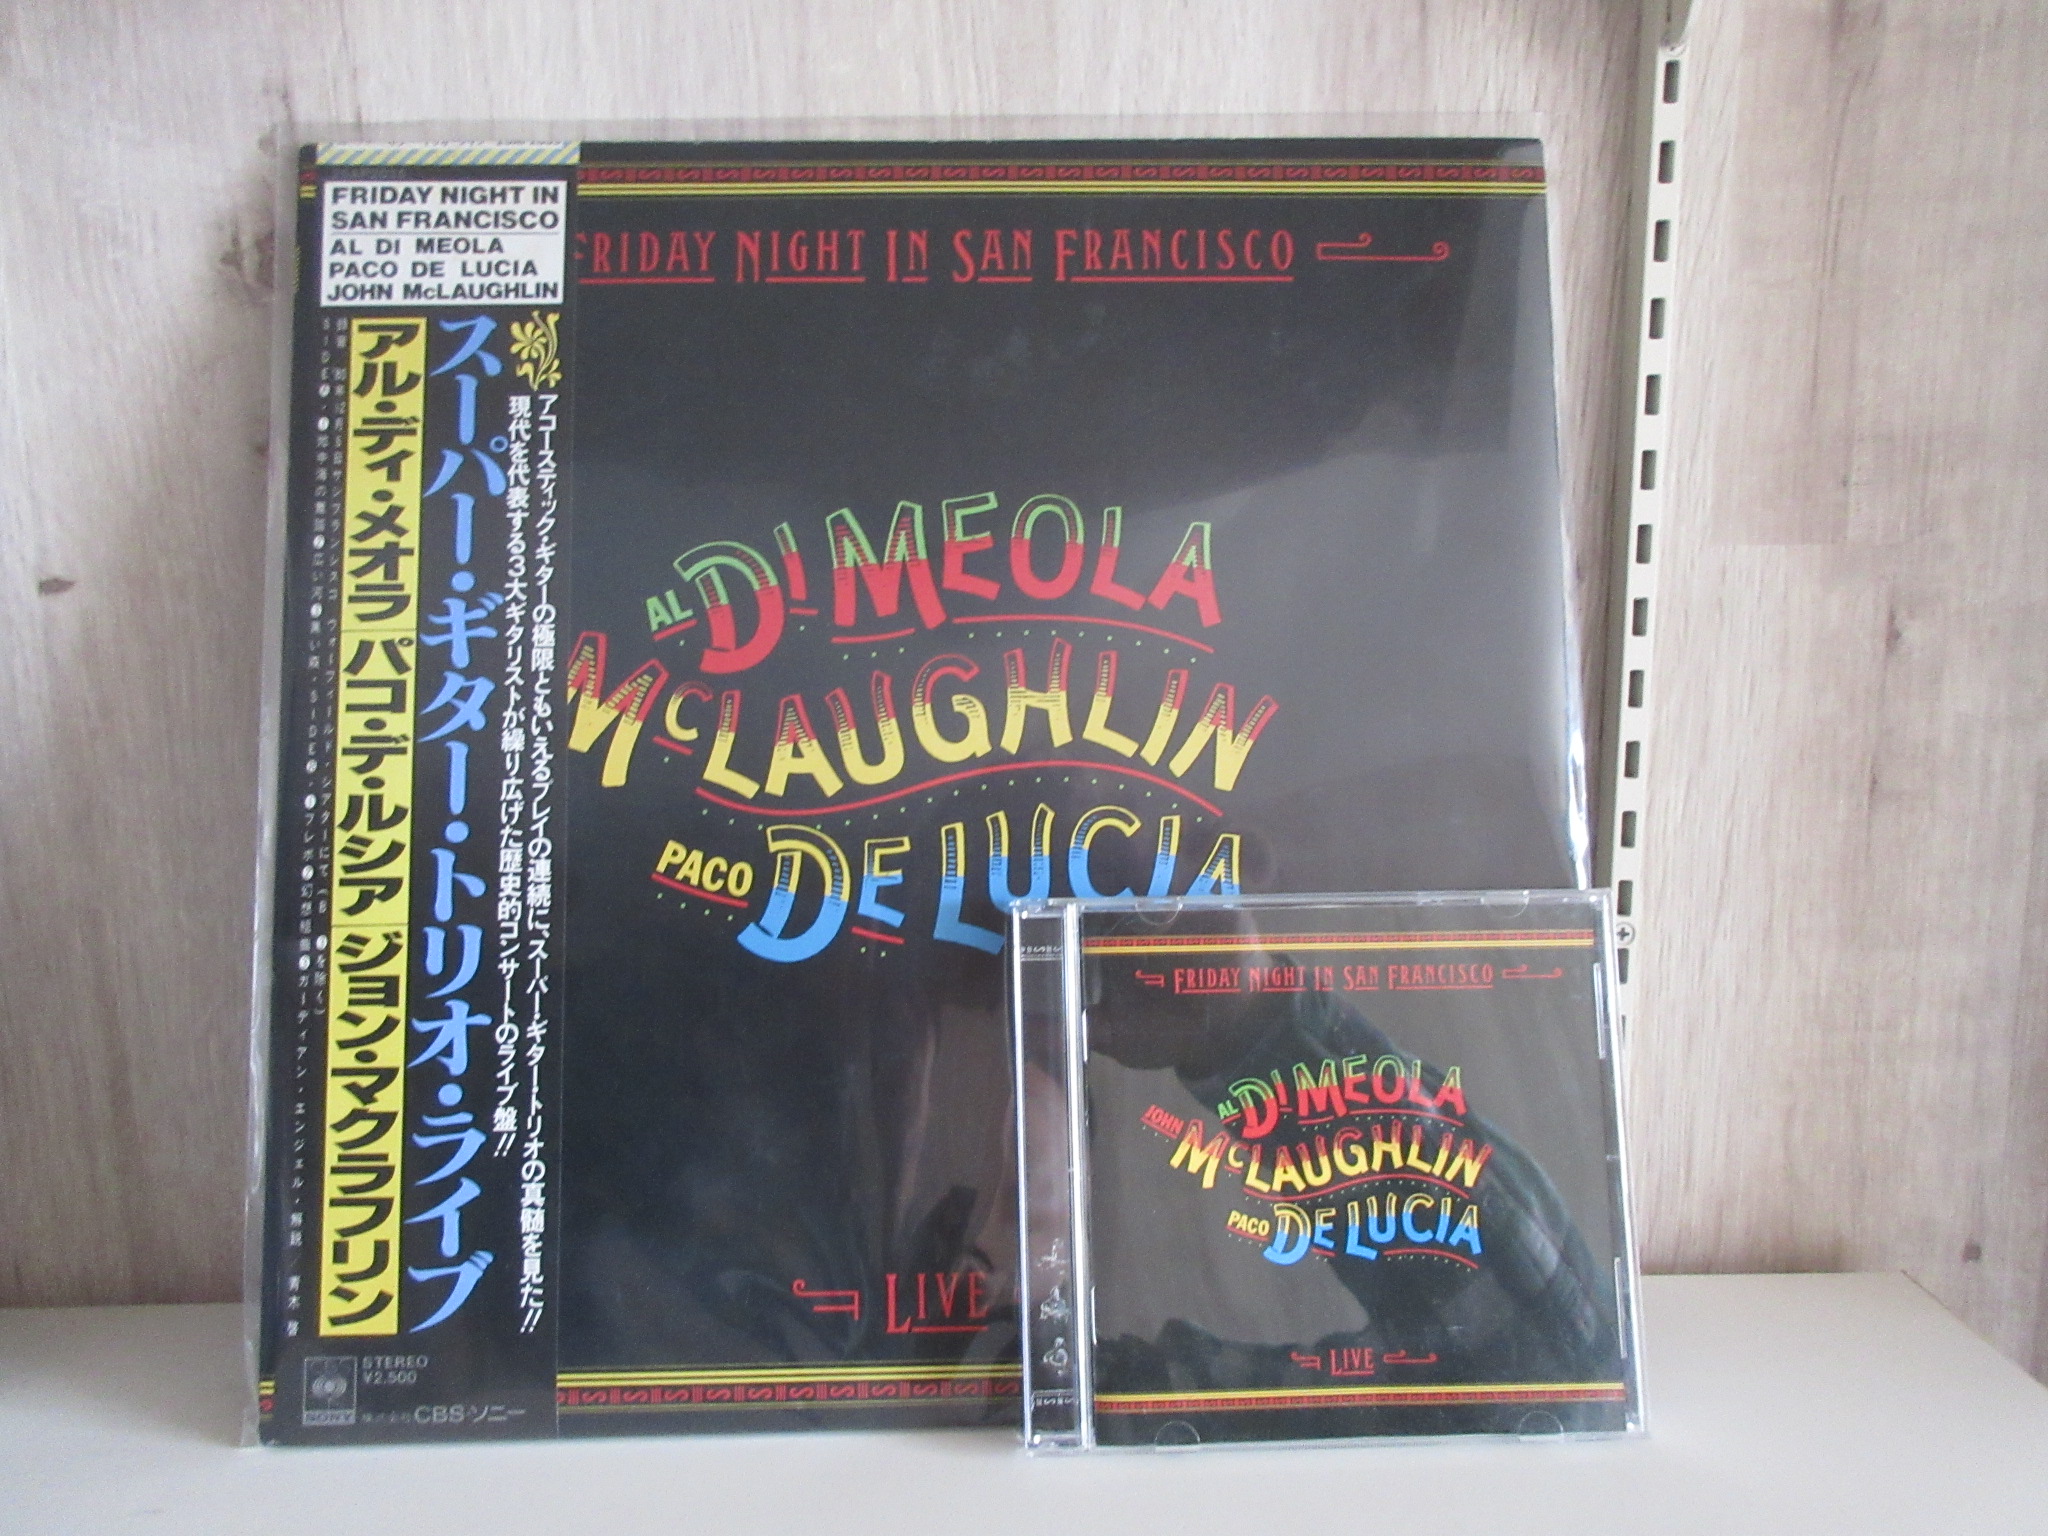 FRIDAY NIGHT IN
SAN FRANCISCO
AL DI MEOLA
PACO DE LUCIA
JOHN McLAUGHLIN
アコースティック・ギターの極限ともいえるプレイの連続に、スーパー・ギター・トリオの真髄を見た!!
現代を代表する3大ギタリストが繰り広げた歴史的コンサートのライブ盤!!
スーパー・ギター・トリオ・ライブ
アル・ディ・メオラ パコ・デ・ルシア ジョン・マクラフリン
STEREO
¥2,500
SONY
株式会社 CBS・ソニー
FRIDAY NIGHT IN SAN FRANCISCO
AL DI MEOLA
MCLAUGHLIN
PACO DE LUCIA
LIVE
FRIDAY NIGHT IN SAN FRANCISCO
AL DI MEOLA
JOHN MCLAUGHLIN
PACO DE LUCIA
LIVE